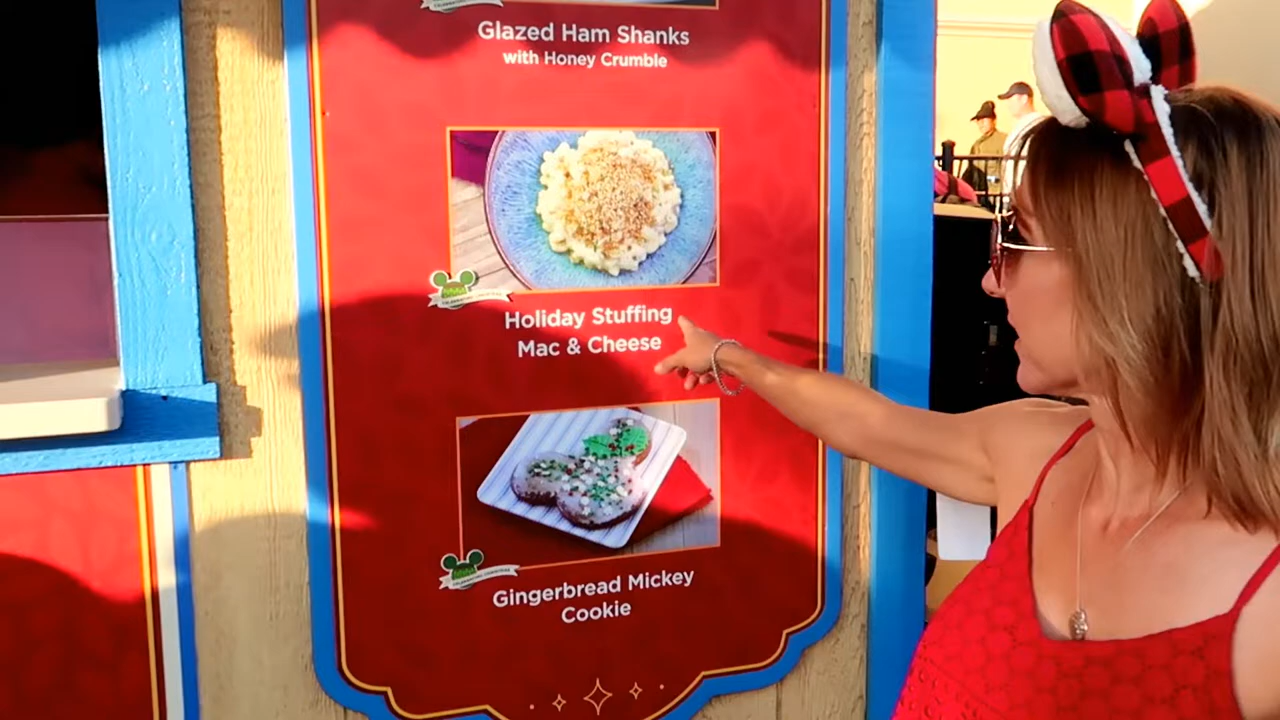 Glazed Ham Shanks
with Honey Crumble
Holiday Stuffing
Mac & Cheese
Gingerbread Mickey
Cookie